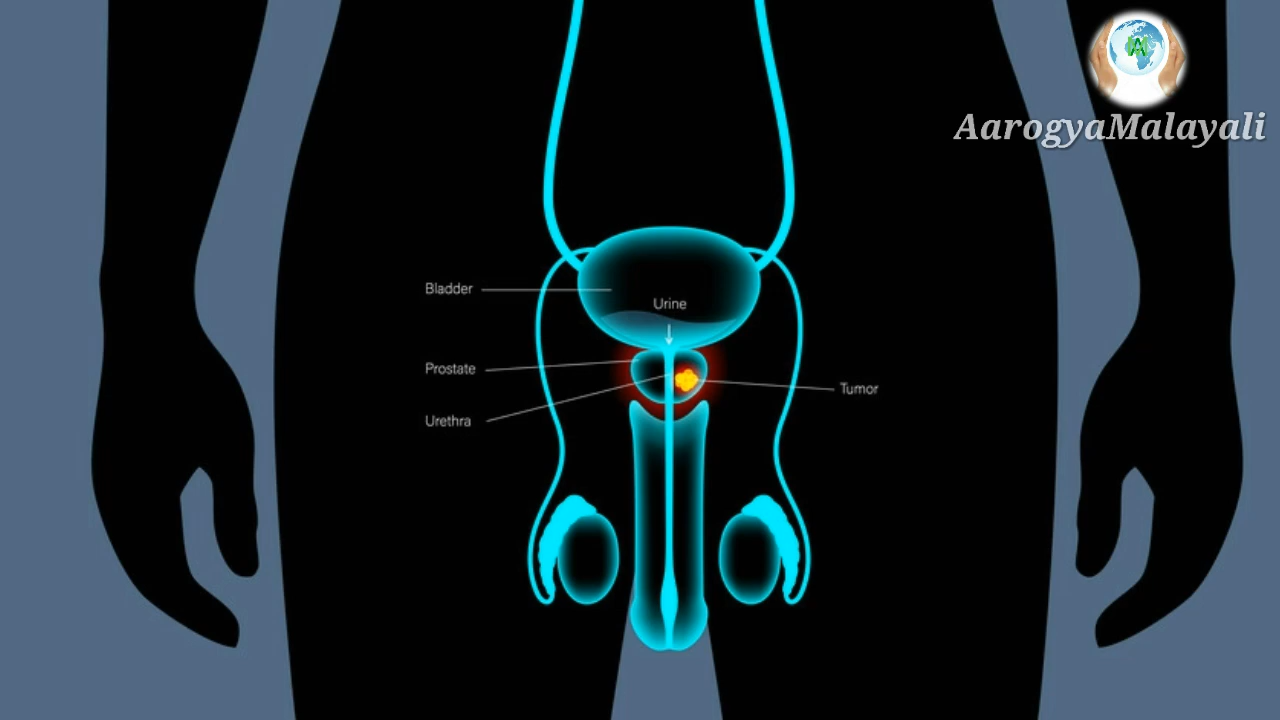 AarogyaMalayali
Bladder
Urine
Prostate
Tumor
Urethra